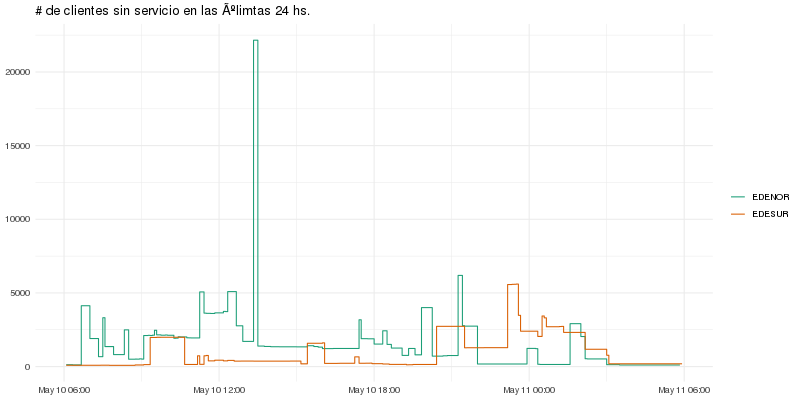 # de clientes sin servicio en las Ãºlimtas 24 hs.
20000
15000
10000
5000
0
May 10 06:00
May 10 12:00
May 10 18:00
May 11 00:00
May 11 06:00
EDENOR
EDESUR